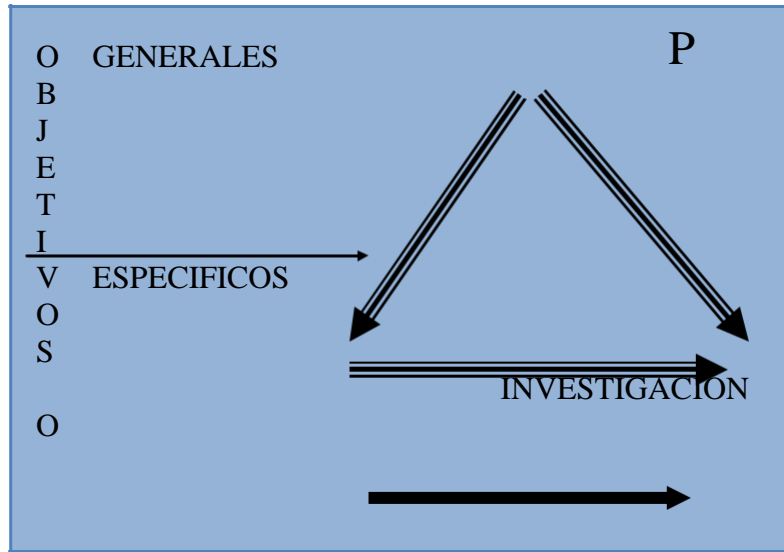 O GENERALES P
B
J
E
T
I
V ESPECIFICOS
O
S
INVESTIGACION
O